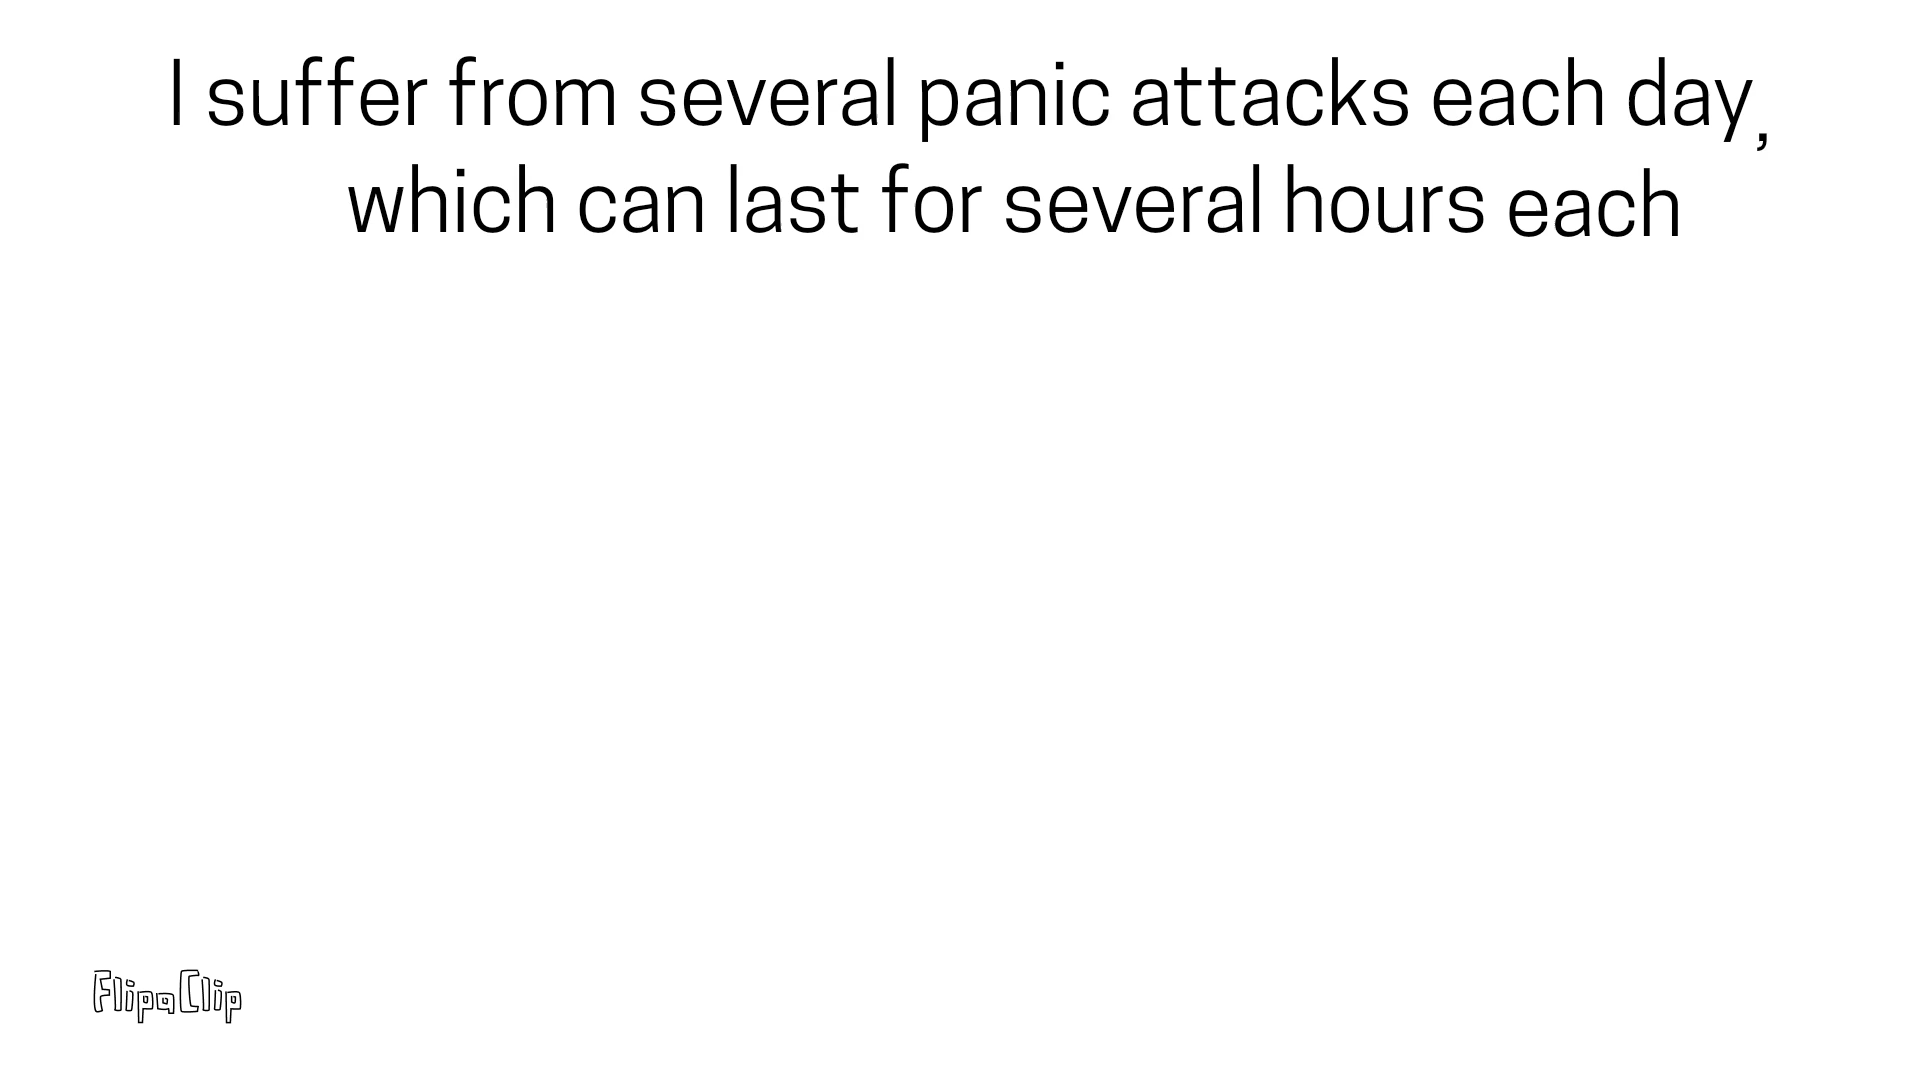 I suffer from several panic attacks each day,
which can last for several hours each
FlipaClip